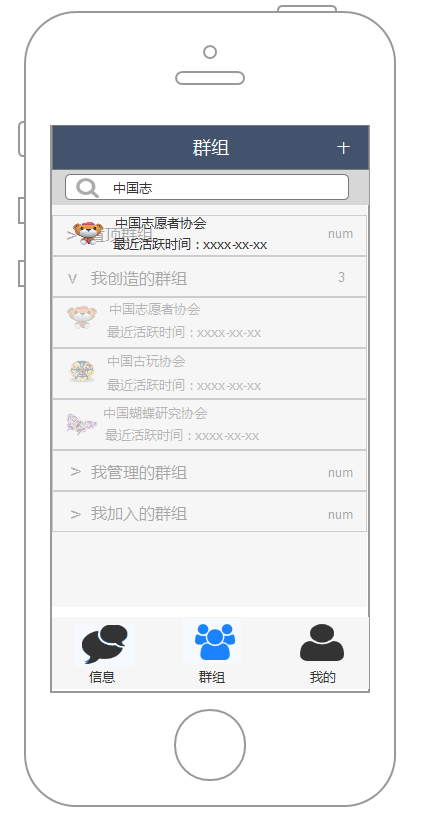 群组
中国志
中国志愿者协会
最近活跃时间：xxxx-xx-xx
> 置顶群组 num
v 我创造的群组 3
中国志愿者协会
最近活跃时间：xxxx-xx-xx
中国古玩协会
最近活跃时间：xxxx-xx-xx
中国蝴蝶研究协会
最近活跃时间：xxxx-xx-xx
> 我管理的群组 num
> 我加入的群组 num
信息 群组 我的